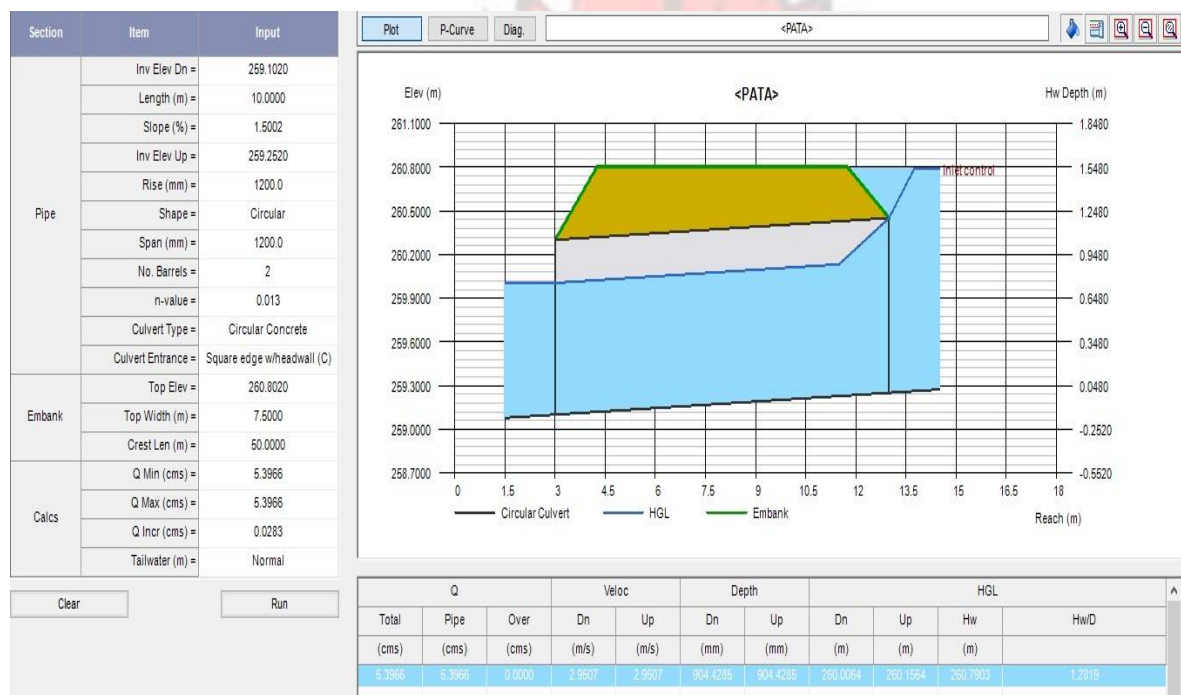 Section Item Input
Pipe
Inv Elev Dn = 259.1020
Length (m) = 10.0000
Slope (%) = 1.5002
Inv Elev Up = 259.2520
Rise (mm) = 1200.0
Shape = Circular
Span (mm) = 1200.0
No. Barrels = 2
n-value = 0.013
Culvert Type = Circular Concrete
Culvert Entrance = Square edge w/headwall (C)
Embank
Top Elev = 260.8020
Top Width (m) = 7.5000
Crest Len (m) = 50.0000
Calcs
Q Min (cms) = 5.3966
Q Max (cms) = 5.3966
Q Incr (cms) = 0.0283
Tailwater (m) = Normal
Clear Run
Plot P-Curve Diag. <PATA>
Elev (m) <PATA> Hw Depth (m)
261.1000 1.8480
260.8000 1.5480
Inlet control
260.5000 1.2480
260.2000 0.9480
259.9000 0.6480
259.6000 0.3480
259.3000 0.0480
259.0000 -0.2520
258.7000 -0.5520
0 1.5 3 4.5 6 7.5 9 10.5 12 13.5 15 16.5 18
Circular Culvert HGL Embank Reach (m)
Q Veloc Depth HGL
Total Pipe Over Dn Up Dn Up Dn Up Hw Hw/D
(cms) (cms) (cms) (m/s) (m/s) (mm) (mm) (m) (m) (m)
5.3966 5.3966 0.0000 2.9507 2.9507 904.4285 904.4285 260.0064 260.1564 260.7903 1.2819